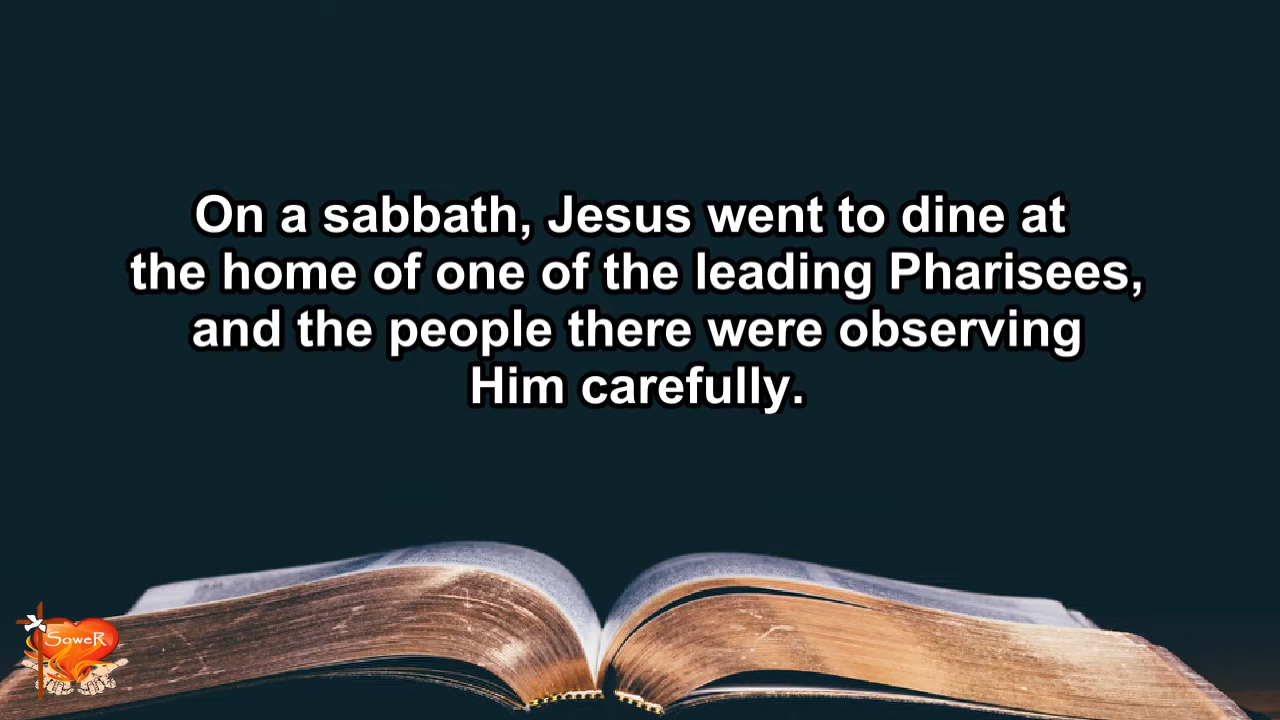 On a sabbath, Jesus went to dine at
the home of one of the leading Pharisees,
and the people there were observing
Him carefully.
SoweR